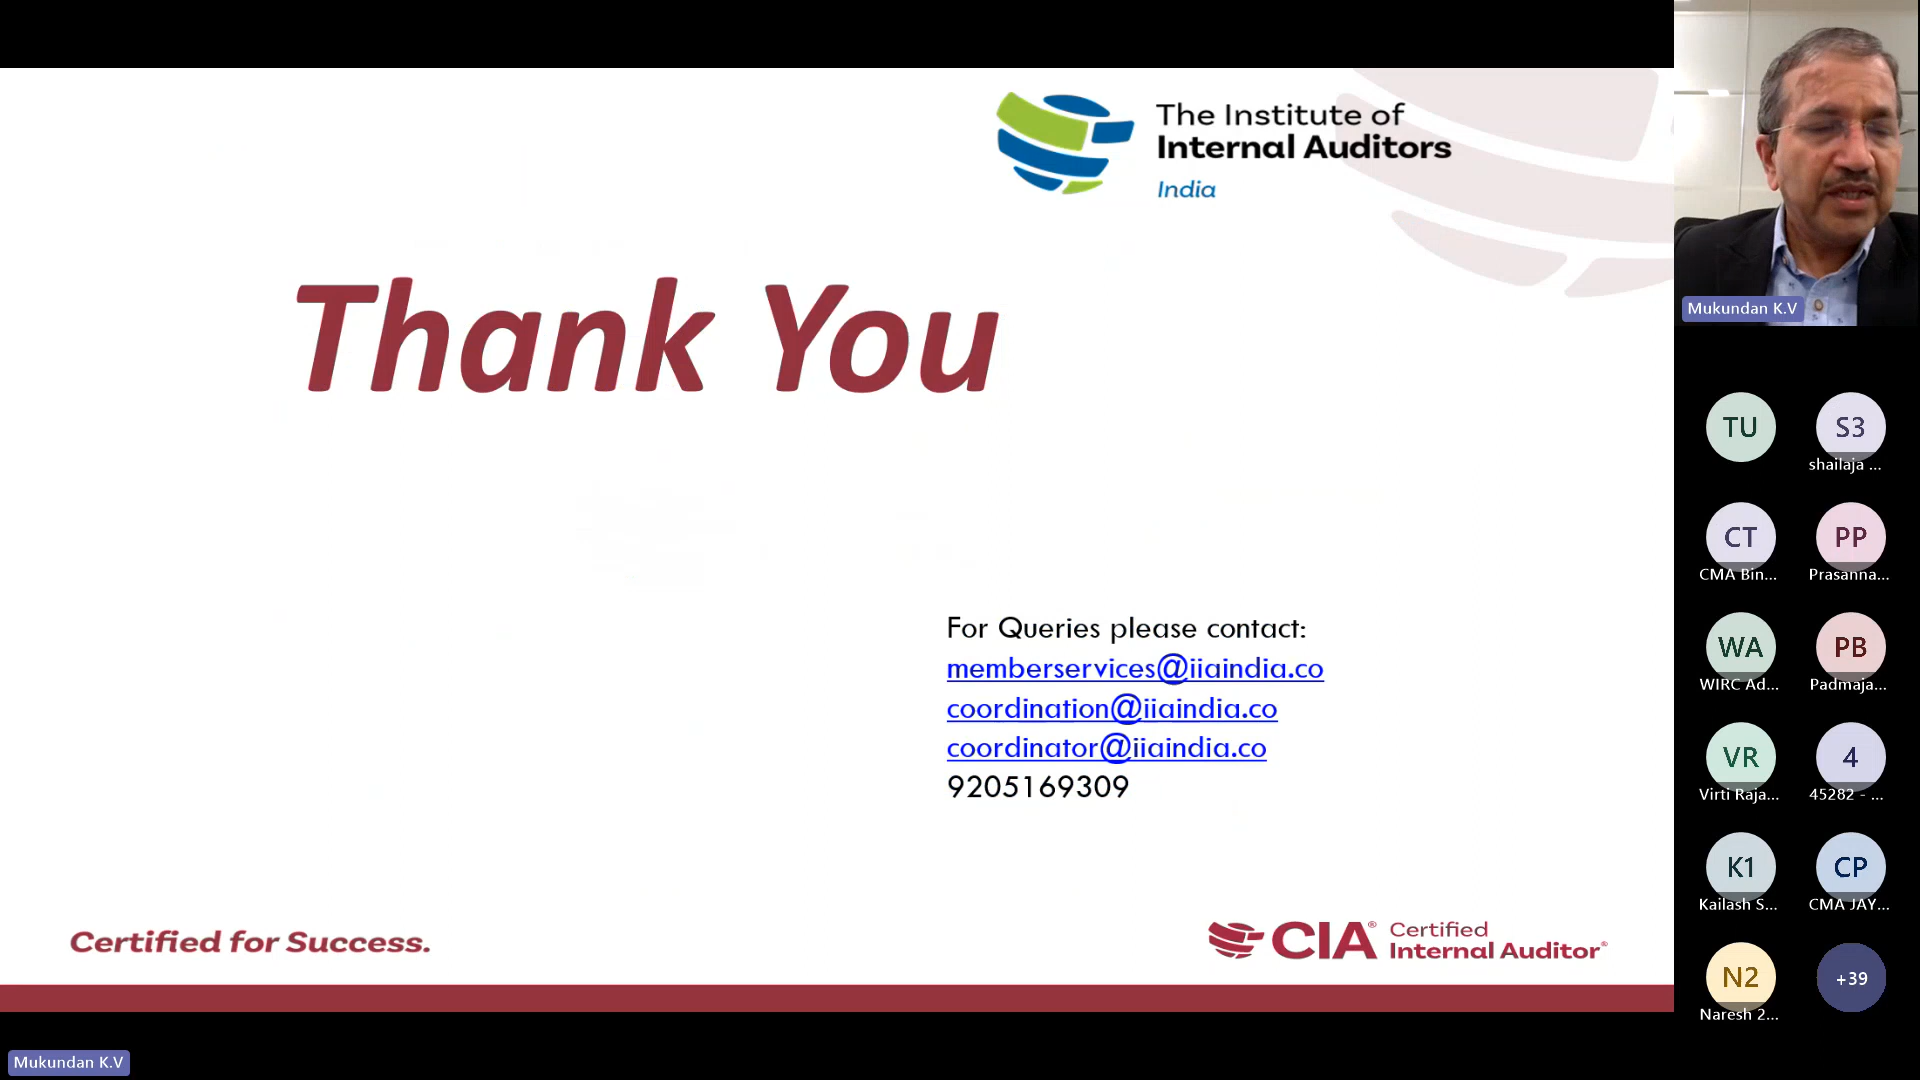 The Institute of
Internal Auditors
India
Thank You
For Queries please contact:
memberservices@iiaindia.co
coordination@iiaindia.co
coordinator@iiaindia.co
9205169309
Certified for Success.
CIA® Certified
Internal Auditor®
Mukundan K.V
Mukundan K.V
TU
S3
shailaja ...
CT
CMA Bin...
PP
Prasanna...
WA
WIRC Ad...
PB
Padmaja...
VR
Virti Raja...
4
45282 - ...
K1
Kailash S...
CP
CMA JAY...
N2
Naresh 2...
+39